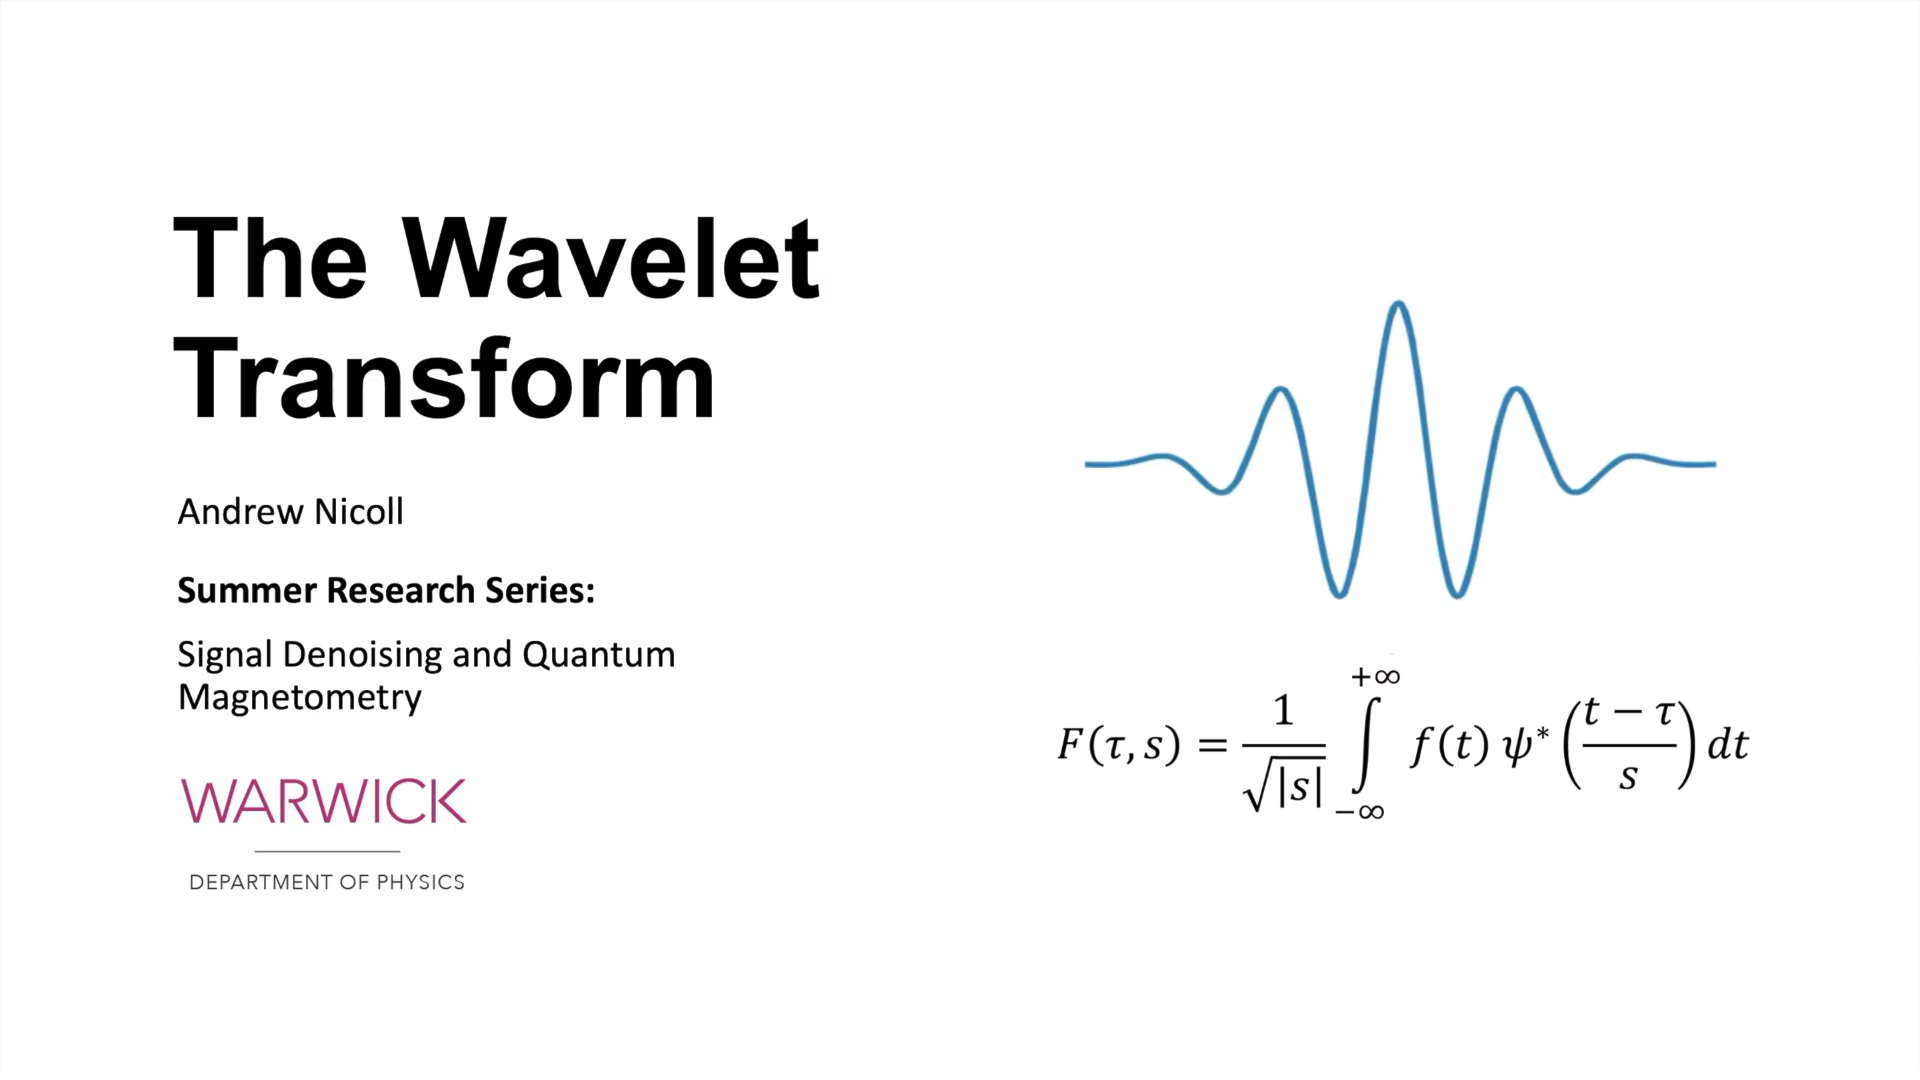 The Wavelet
Transform
Andrew Nicoll
Summer Research Series:
Signal Denoising and Quantum
Magnetometry
WARWICK
DEPARTMENT OF PHYSICS
F(τ, s) = 1/√|s| ∫_{−∞}^{+∞} f(t) ψ*((t − τ)/s) dt